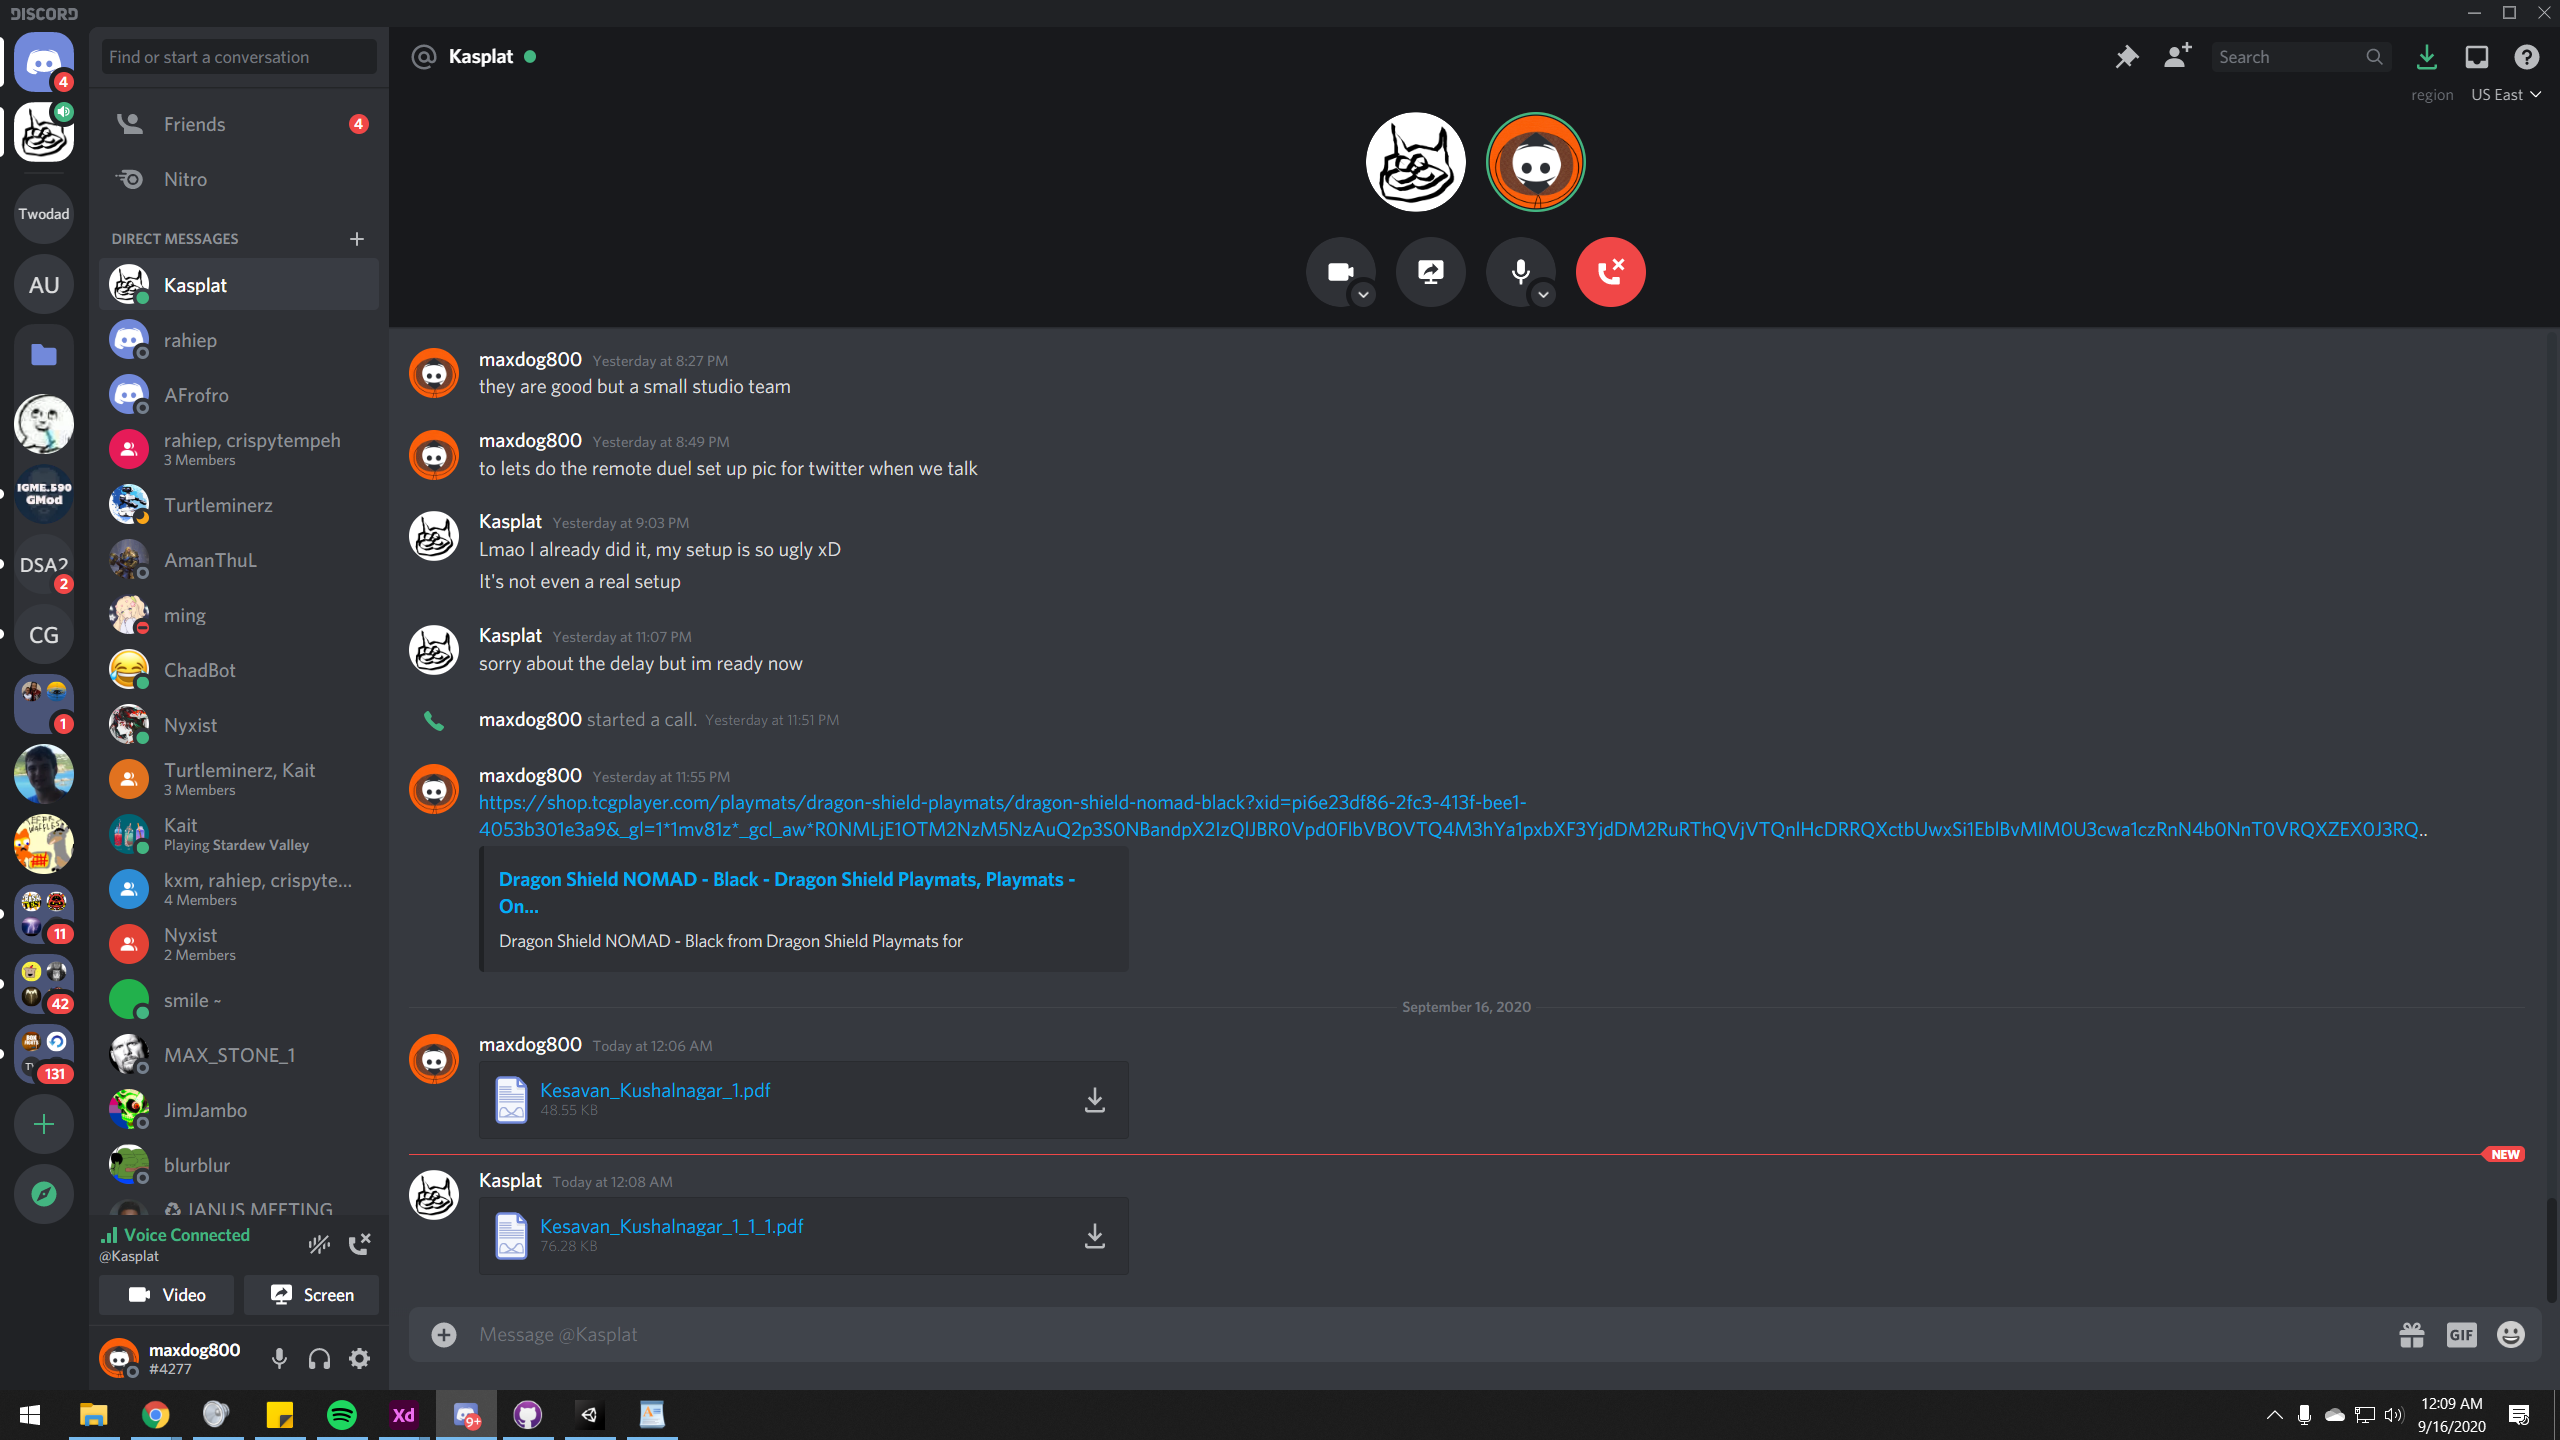 DISCORD
4
Twodad
AU
IGME.590
GMod
DSA2
2
CG
1
11
42
131
Find or start a conversation
Friends
4
Nitro
DIRECT MESSAGES
Kasplat
rahiep
AFrofro
rahiep, crispytempeh
3 Members
Turtleminerz
AmanThuL
ming
ChadBot
Nyxist
Turtleminerz, Kait
3 Members
Kait
Playing Stardew Valley
kxm, rahiep, crispyte...
4 Members
Nyxist
2 Members
smile ~
MAX_STONE_1
JimJambo
blurblur
♻ JANUS MEETING
Voice Connected
@Kasplat
Video Screen
maxdog800
#4277
@ Kasplat
Search
region US East
maxdog800 Yesterday at 8:27 PM
they are good but a small studio team
maxdog800 Yesterday at 8:49 PM
to lets do the remote duel set up pic for twitter when we talk
Kasplat Yesterday at 9:03 PM
Lmao I already did it, my setup is so ugly xD
It's not even a real setup
Kasplat Yesterday at 11:07 PM
sorry about the delay but im ready now
maxdog800 started a call. Yesterday at 11:51 PM
maxdog800 Yesterday at 11:55 PM
https://shop.tcgplayer.com/playmats/dragon-shield-playmats/dragon-shield-nomad-black?xid=pi6e23df86-2fc3-413f-bee1-
Dragon Shield NOMAD - Black - Dragon Shield Playmats, Playmats -
On...
Dragon Shield NOMAD - Black from Dragon Shield Playmats for
September 16, 2020
maxdog800 Today at 12:06 AM
Kesavan_Kushalnagar_1.pdf
48.55 KB
NEW
Kasplat Today at 12:08 AM
Kesavan_Kushalnagar_1_1_1.pdf
76.28 KB
Message @Kasplat
GIF
Xd
9+
12:09 AM
9/16/2020